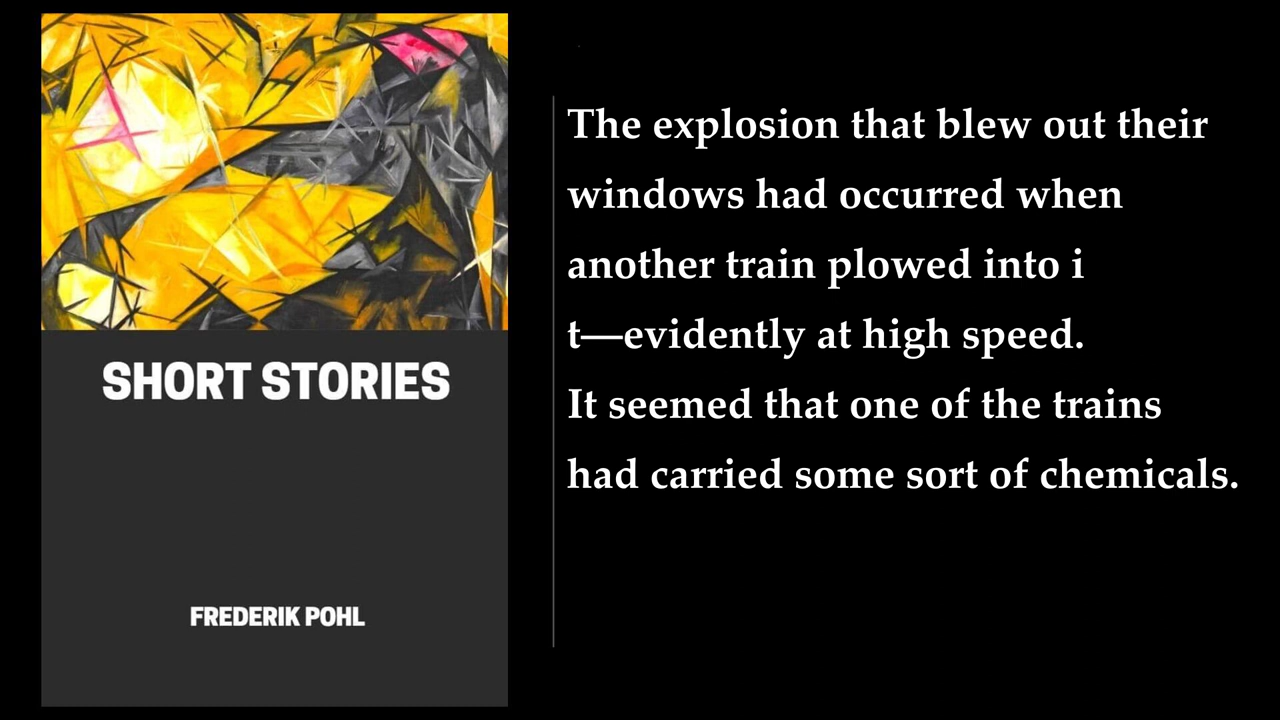 SHORT STORIES
FREDERIK POHL
The explosion that blew out their
windows had occurred when
another train plowed into i
t—evidently at high speed.
It seemed that one of the trains
had carried some sort of chemicals.